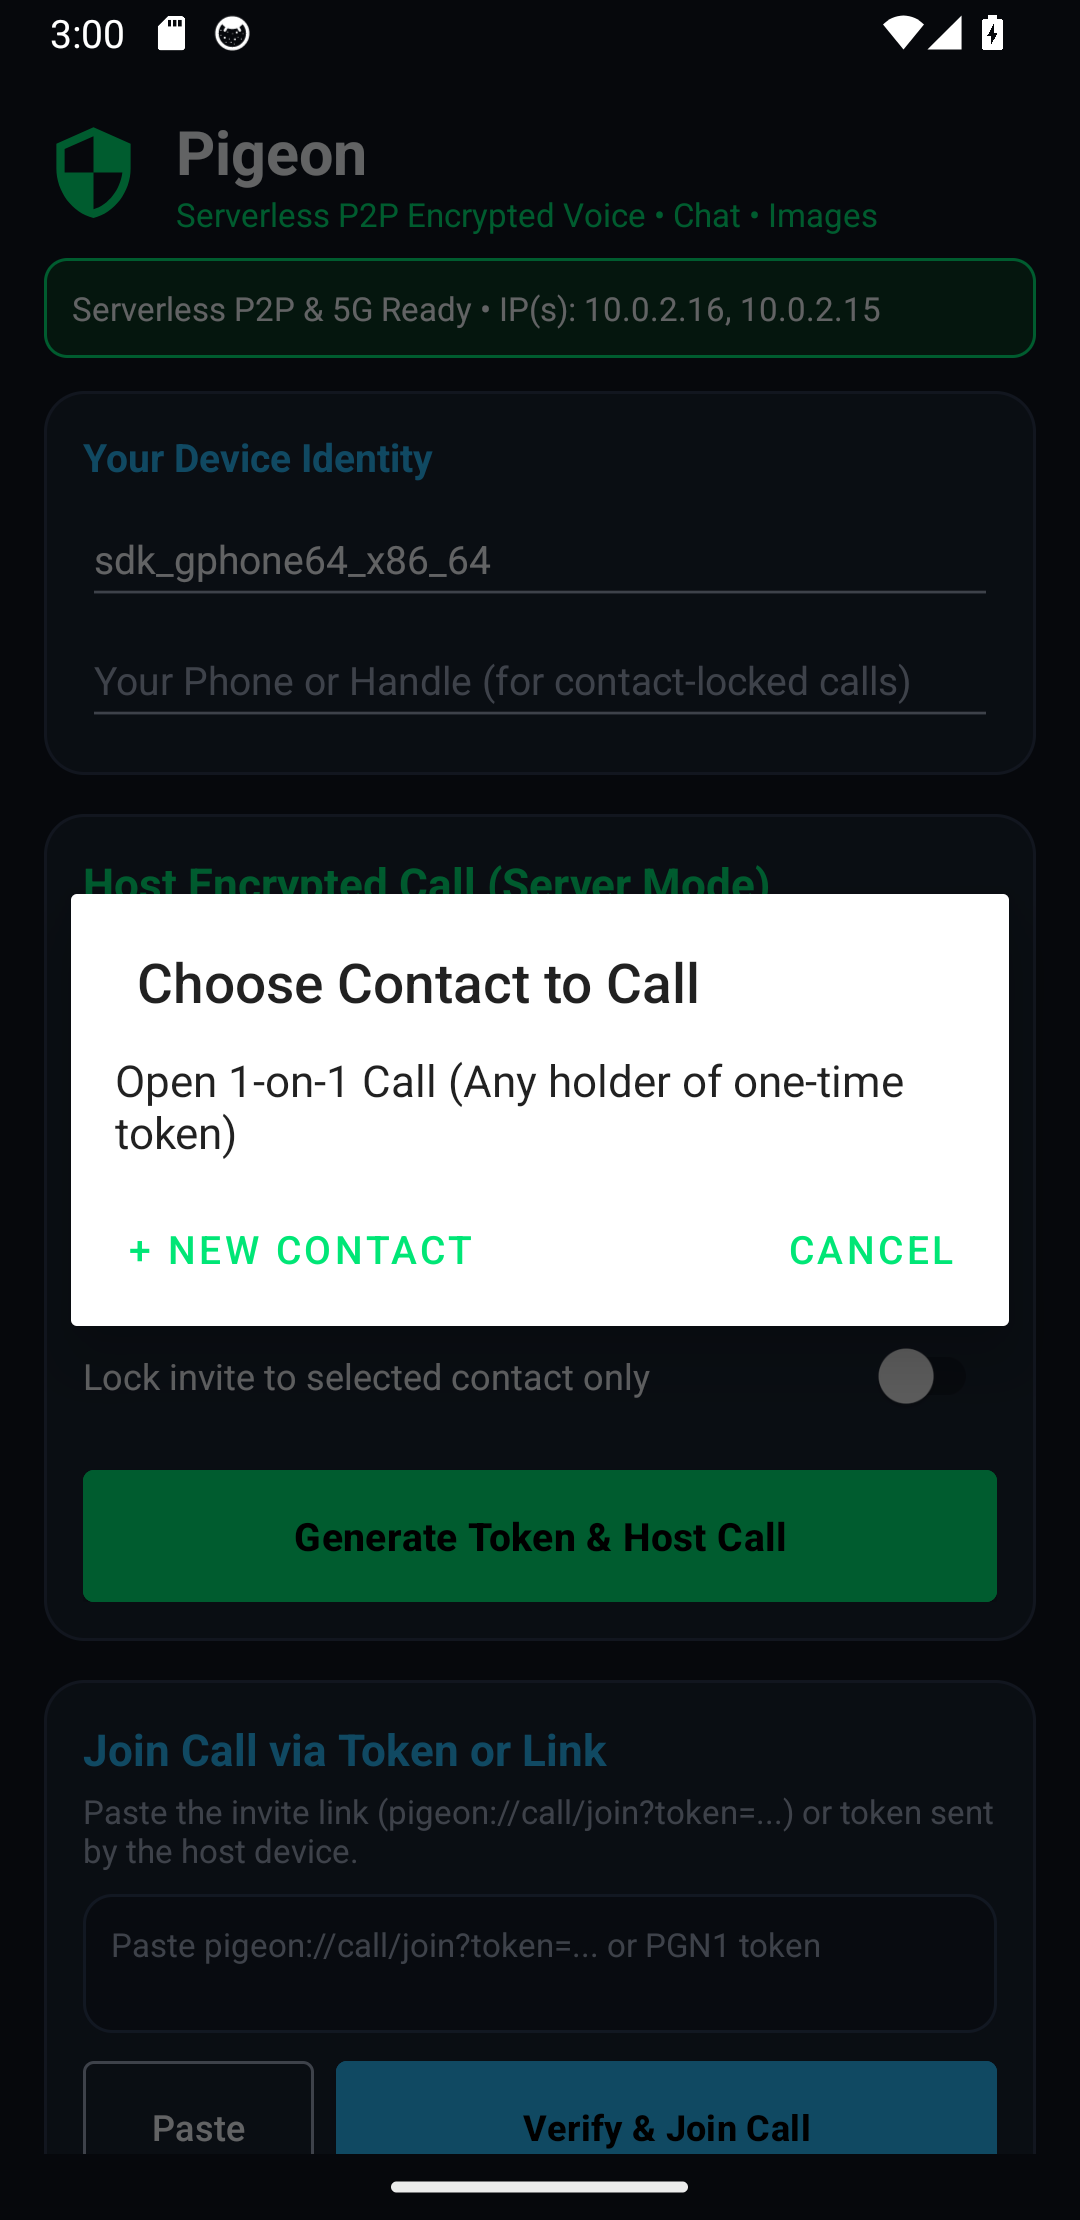 3:00
Pigeon
Serverless P2P Encrypted Voice • Chat • Images
Serverless P2P & 5G Ready • IP(s): 10.0.2.16, 10.0.2.15
Your Device Identity
sdk_gphone64_x86_64
Your Phone or Handle (for contact-locked calls)
Host Encrypted Call (Server Mode)
Choose Contact to Call
Open 1-on-1 Call (Any holder of one-time
token)
+ NEW CONTACT
CANCEL
Lock invite to selected contact only
Generate Token & Host Call
Join Call via Token or Link
Paste the invite link (pigeon://call/join?token=...) or token sent
by the host device.
Paste pigeon://call/join?token=... or PGN1 token
Paste
Verify & Join Call